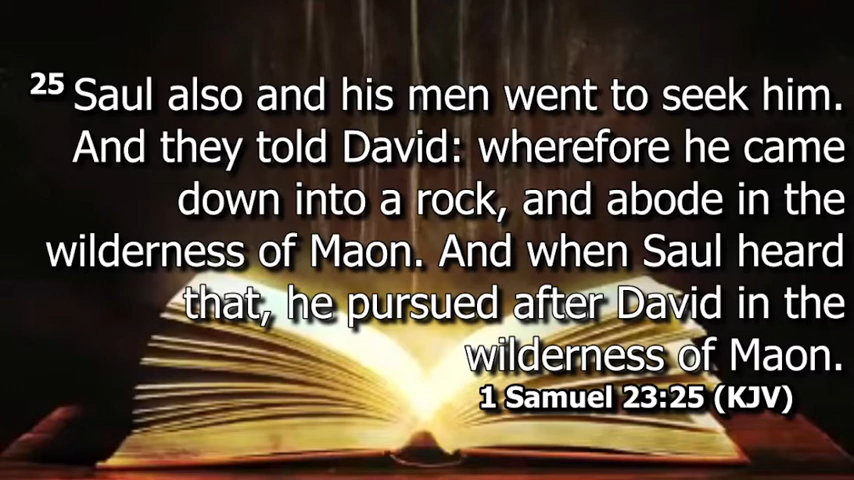 25 Saul also and his men went to seek him.
And they told David: wherefore he came
down into a rock, and abode in the
wilderness of Maon. And when Saul heard
that, he pursued after David in the
wilderness of Maon.
1 Samuel 23:25 (KJV)